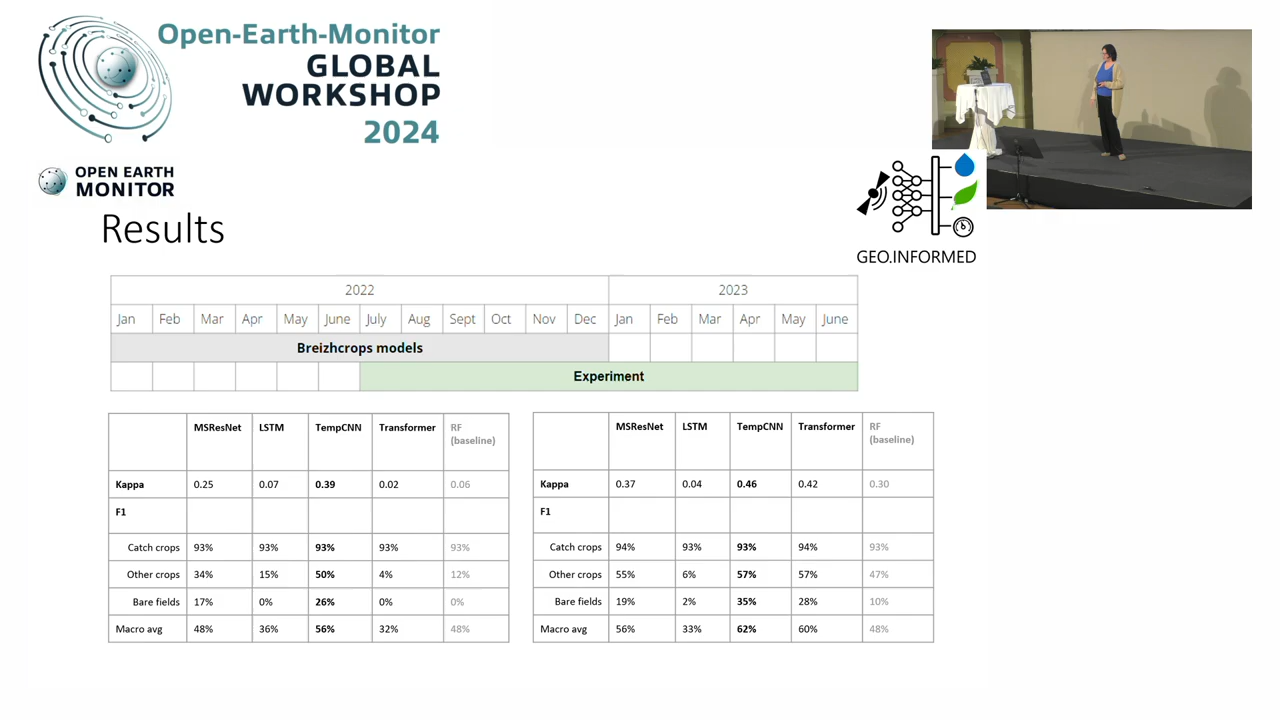 Open-Earth-Monitor
GLOBAL
WORKSHOP
2024
OPEN EARTH
MONITOR
Results
GEO.INFORMED
2022 2023
Jan Feb Mar Apr May June July Aug Sept Oct Nov Dec Jan Feb Mar Apr May June
Breizhcrops models
Experiment
MSResNet LSTM TempCNN Transformer RF (baseline)
Kappa 0.25 0.07 0.39 0.02 0.06
F1
Catch crops 93% 93% 93% 93% 93%
Other crops 34% 15% 50% 4% 12%
Bare fields 17% 0% 26% 0% 0%
Macro avg 48% 36% 56% 32% 48%
MSResNet LSTM TempCNN Transformer RF (baseline)
Kappa 0.37 0.04 0.46 0.42 0.30
F1
Catch crops 94% 93% 93% 94% 93%
Other crops 55% 6% 57% 57% 47%
Bare fields 19% 2% 35% 28% 10%
Macro avg 56% 33% 62% 60% 48%